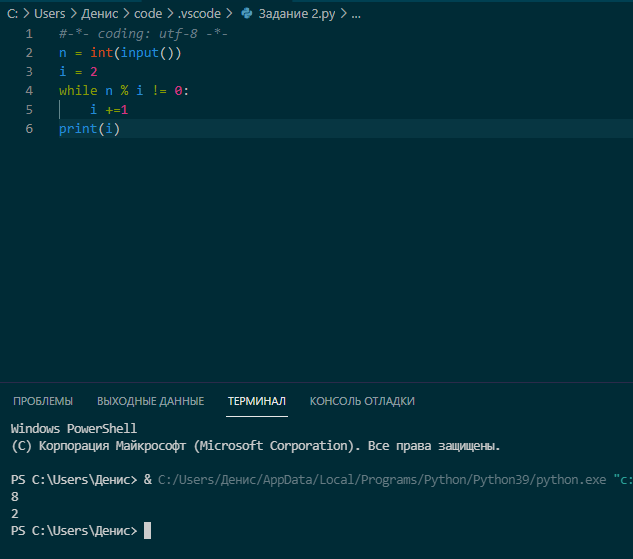 C: > Users > Денис > code > .vscode > Задание 2.py > ...
1 #-*- coding: utf-8 -*-
2 n = int(input())
3 i = 2
4 while n % i != 0:
5     i +=1
6 print(i)
ПРОБЛЕМЫ ВЫХОДНЫЕ ДАННЫЕ ТЕРМИНАЛ КОНСОЛЬ ОТЛАДКИ
Windows PowerShell
(C) Корпорация Майкрософт (Microsoft Corporation). Все права защищены.
PS C:\Users\Денис> & C:/Users/Денис/AppData/Local/Programs/Python/Python39/python.exe "c:
8
2
PS C:\Users\Денис>